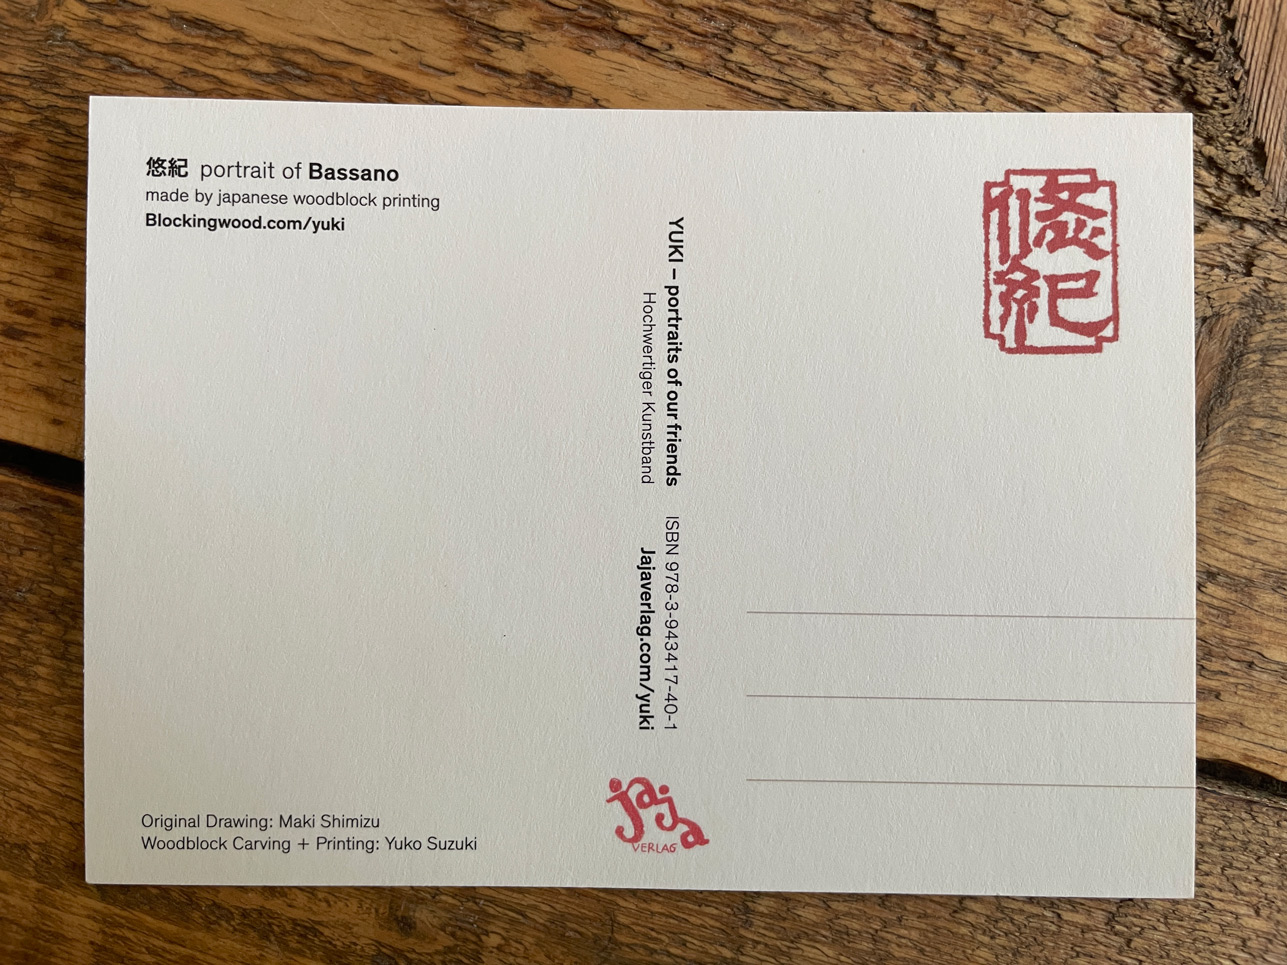 悠紀 portrait of Bassano
made by japanese woodblock printing
Blockingwood.com/yuki
YUKI – portraits of our friends ISBN 978-3-943417-40-1
Hochwertiger Kunstband Jajaverlag.com/yuki
悠紀
Original Drawing: Maki Shimizu
Woodblock Carving + Printing: Yuko Suzuki
jaja
VERLAG